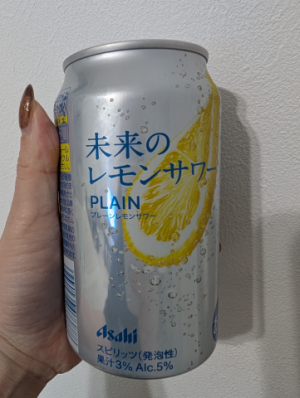 未来の
レモンサワー
PLAIN
プレーンレモンサワー
Asahi
スピリッツ(発泡性)
果汁3% Alc.5%